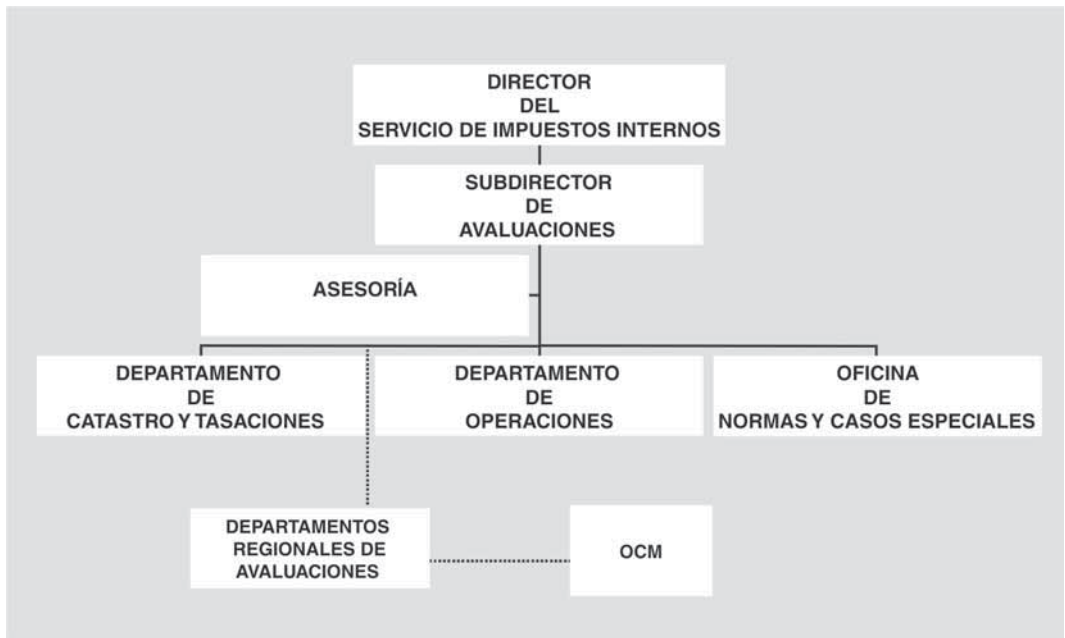 DIRECTOR
DEL
SERVICIO DE IMPUESTOS INTERNOS
SUBDIRECTOR
DE
AVALUACIONES
ASESORÍA
DEPARTAMENTO
DE
CATASTRO Y TASACIONES
DEPARTAMENTO
DE
OPERACIONES
OFICINA
DE
NORMAS Y CASOS ESPECIALES
DEPARTAMENTOS
REGIONALES DE
AVALUACIONES
OCM